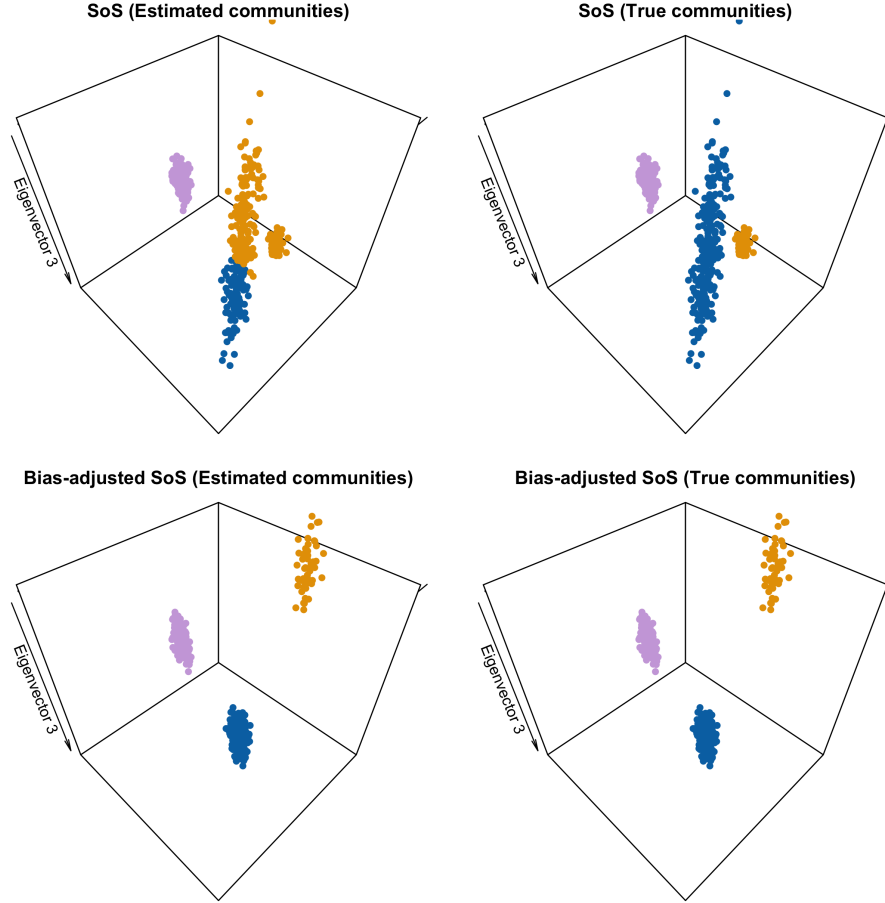 SoS (Estimated communities)
SoS (True communities)
Eigenvector 3
Eigenvector 3
Bias-adjusted SoS (Estimated communities)
Bias-adjusted SoS (True communities)
Eigenvector 3
Eigenvector 3